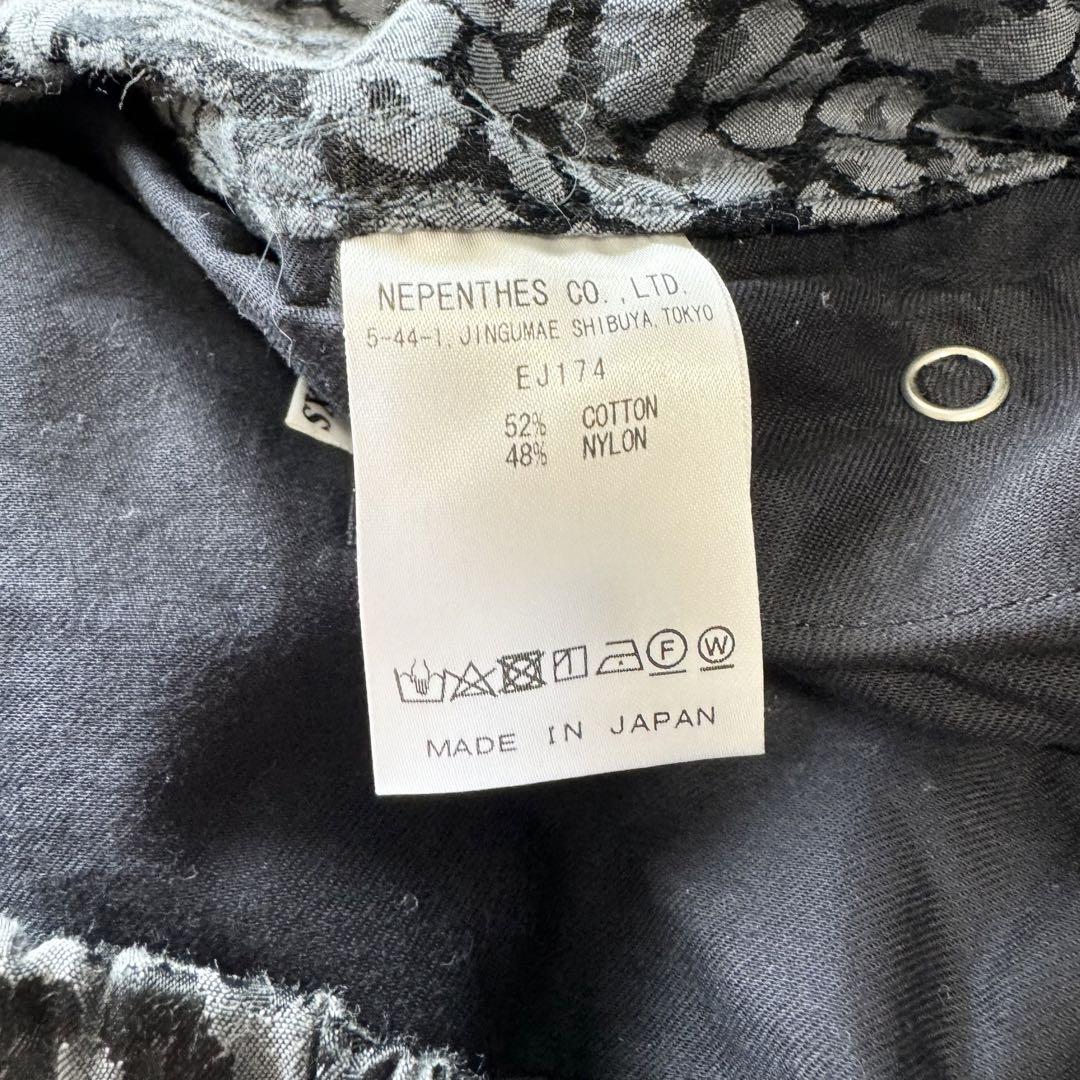 NEPENTHES CO.,LTD.
5-44-1, JINGUMAE SHIBUYA, TOKYO
EJ174
52% COTTON
48% NYLON
F W
MADE IN JAPAN